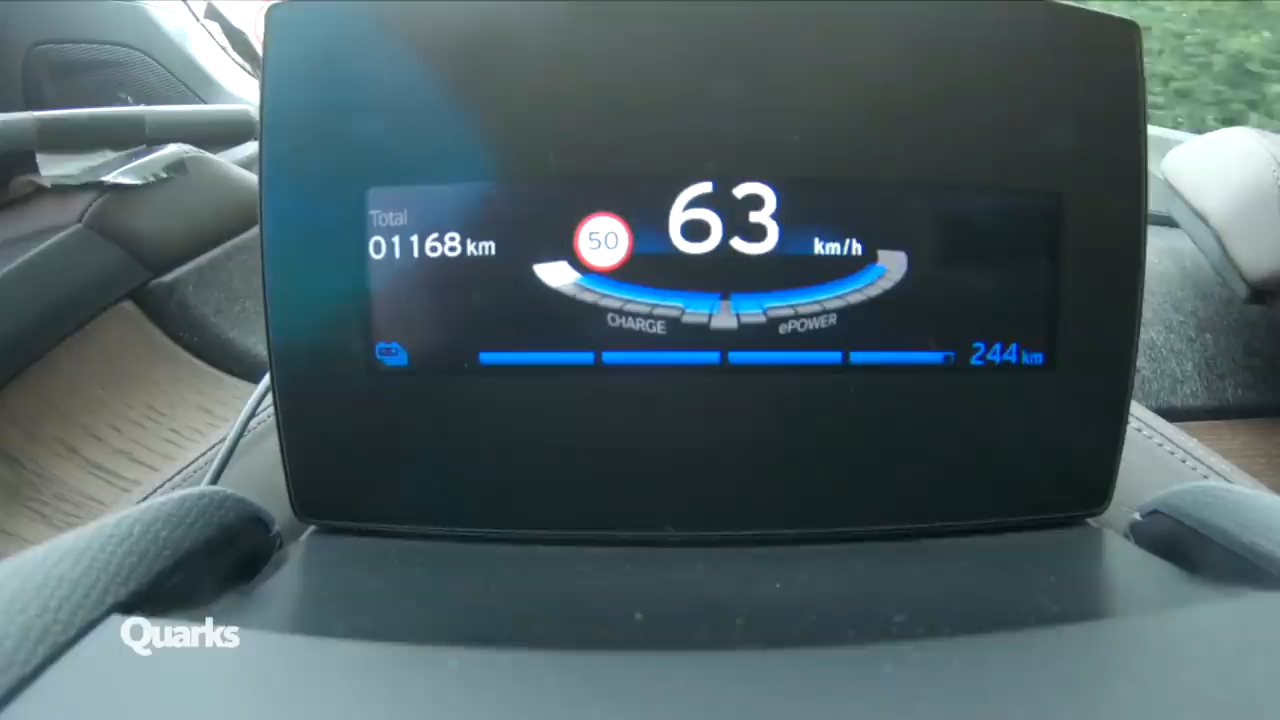 Total
01168 km
50
63
km/h
CHARGE
ePOWER
244 km
Quarks